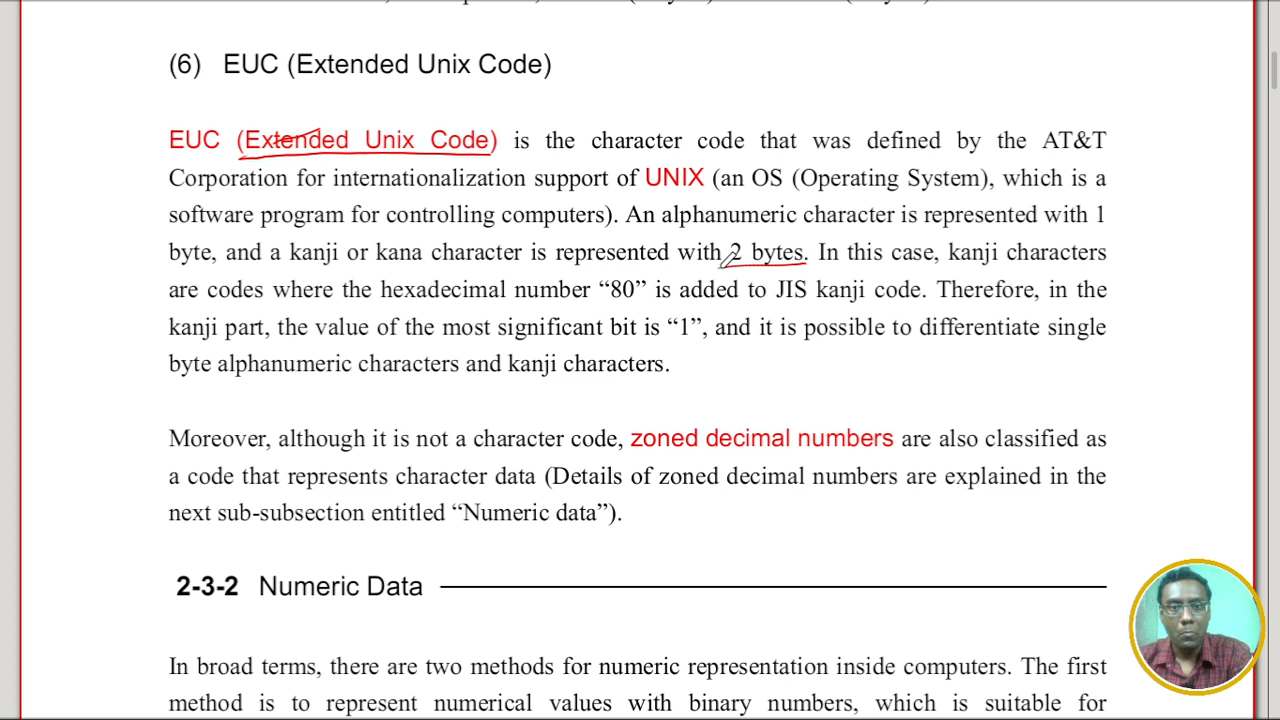 (6) EUC (Extended Unix Code)
EUC (Extended Unix Code) is the character code that was defined by the AT&T
Corporation for internationalization support of UNIX (an OS (Operating System), which is a
software program for controlling computers). An alphanumeric character is represented with 1
byte, and a kanji or kana character is represented with 2 bytes. In this case, kanji characters
are codes where the hexadecimal number “80” is added to JIS kanji code. Therefore, in the
kanji part, the value of the most significant bit is “1”, and it is possible to differentiate single
byte alphanumeric characters and kanji characters.
Moreover, although it is not a character code, zoned decimal numbers are also classified as
a code that represents character data (Details of zoned decimal numbers are explained in the
next sub-subsection entitled “Numeric data”).
2-3-2 Numeric Data
In broad terms, there are two methods for numeric representation inside computers. The first
method is to represent numerical values with binary numbers, which is suitable for